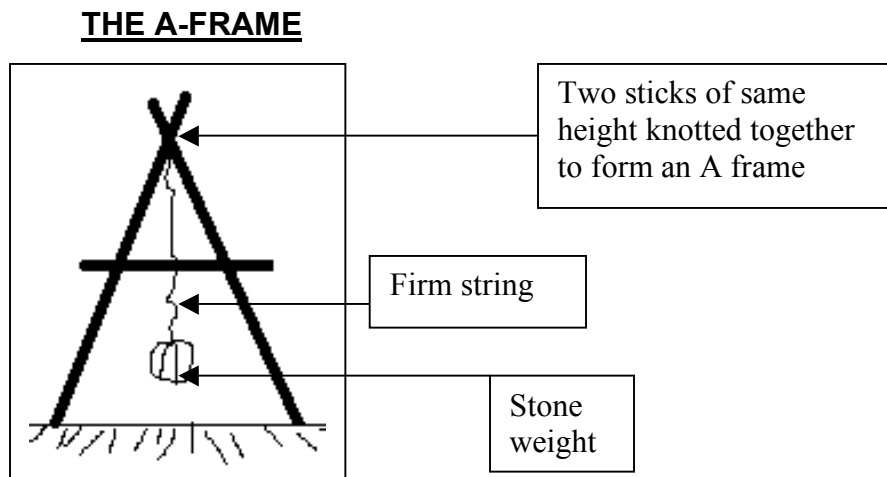 THE A-FRAME
Two sticks of same
height knotted together
to form an A frame
Firm string
Stone
weight